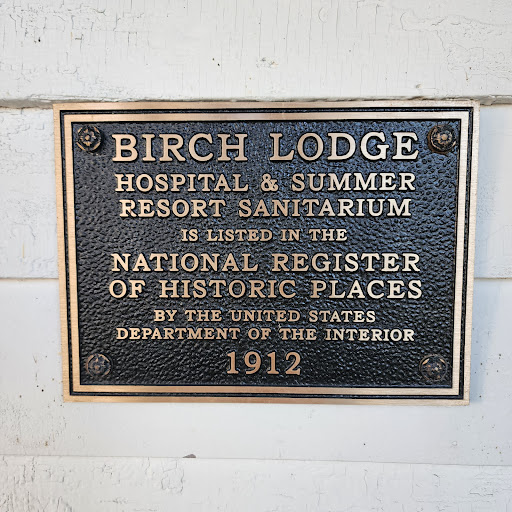 BIRCH LODGE
HOSPITAL & SUMMER
RESORT SANITARIUM
IS LISTED IN THE
NATIONAL REGISTER
OF HISTORIC PLACES
BY THE UNITED STATES
DEPARTMENT OF THE INTERIOR
1912